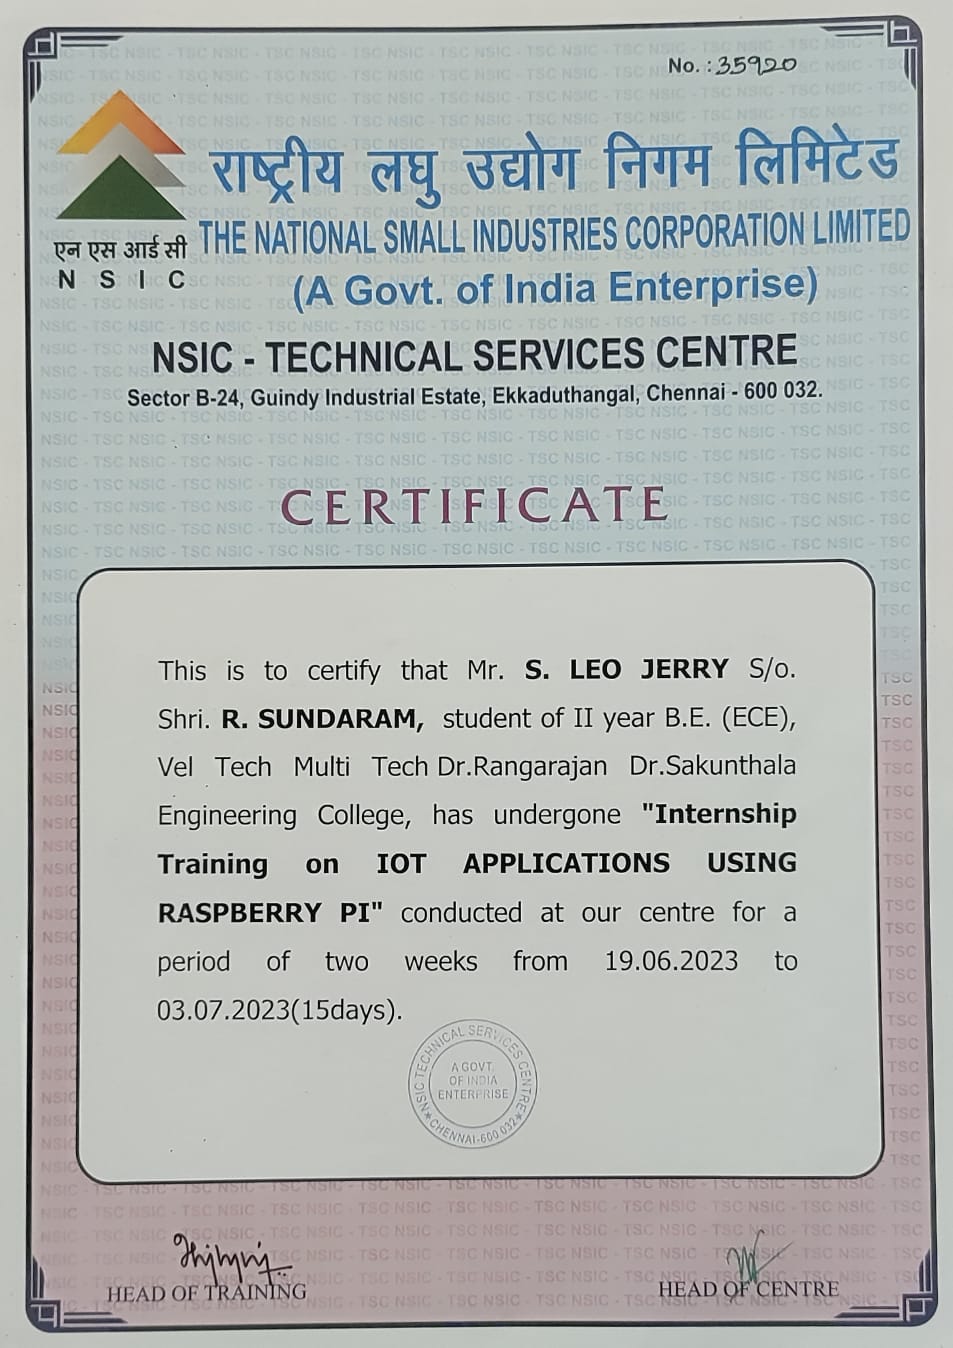 No. : 35920
राष्ट्रीय लघु उद्योग निगम लिमिटेड
THE NATIONAL SMALL INDUSTRIES CORPORATION LIMITED
एन एस आई सी
N S I C
(A Govt. of India Enterprise)
NSIC - TECHNICAL SERVICES CENTRE
Sector B-24, Guindy Industrial Estate, Ekkaduthangal, Chennai - 600 032.
CERTIFICATE
This is to certify that Mr. S. LEO JERRY S/o.
Shri. R. SUNDARAM, student of II year B.E. (ECE),
Vel Tech Multi Tech Dr.Rangarajan Dr.Sakunthala
Engineering College, has undergone "Internship
Training on IOT APPLICATIONS USING
RASPBERRY PI" conducted at our centre for a
period of two weeks from 19.06.2023 to
03.07.2023(15days).
NSIC TECHNICAL SERVICES CENTRE
A GOVT.
OF INDIA
ENTERPRISE
★ CHENNAI-600 032 ★
HEAD OF TRAINING
HEAD OF CENTRE